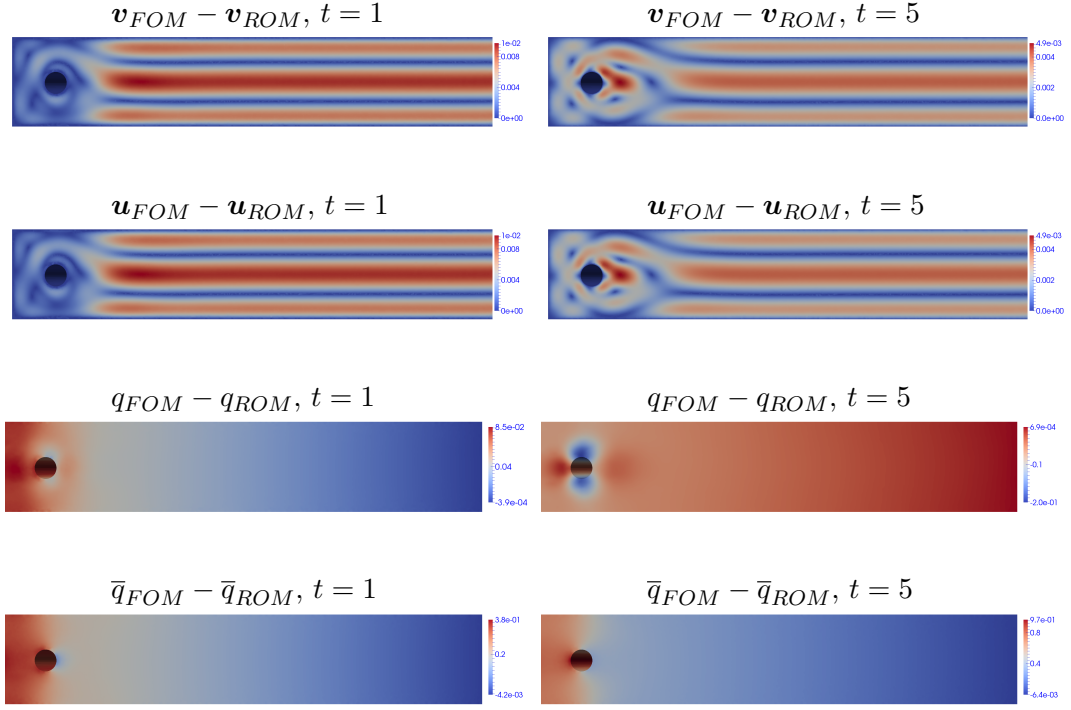 v_FOM − v_ROM, t = 1
v_FOM − v_ROM, t = 5
1e-02
0.008
0.004
0e+00
4.9e-03
0.004
0.002
0.0e+00
u_FOM − u_ROM, t = 1
u_FOM − u_ROM, t = 5
1e-02
0.008
0.004
0e+00
4.9e-03
0.004
0.002
0.0e+00
q_FOM − q_ROM, t = 1
q_FOM − q_ROM, t = 5
8.5e-02
0.04
-3.9e-04
6.9e-04
-0.1
-2.0e-01
q̅_FOM − q̅_ROM, t = 1
q̅_FOM − q̅_ROM, t = 5
3.8e-01
0.2
-4.2e-03
9.7e-01
0.8
0.4
-6.4e-03